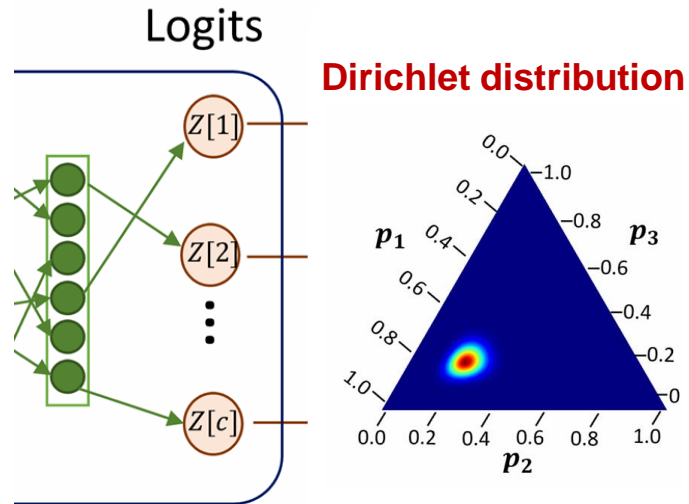 Logits
Z[1]
Z[2]
Z[c]
Dirichlet distribution
0.0
0.2
0.4
0.6
0.8
1.0
p₁
1.0
0.8
0.6
0.4
0.2
0
p₃
0.0 0.2 0.4 0.6 0.8 1.0
p₂